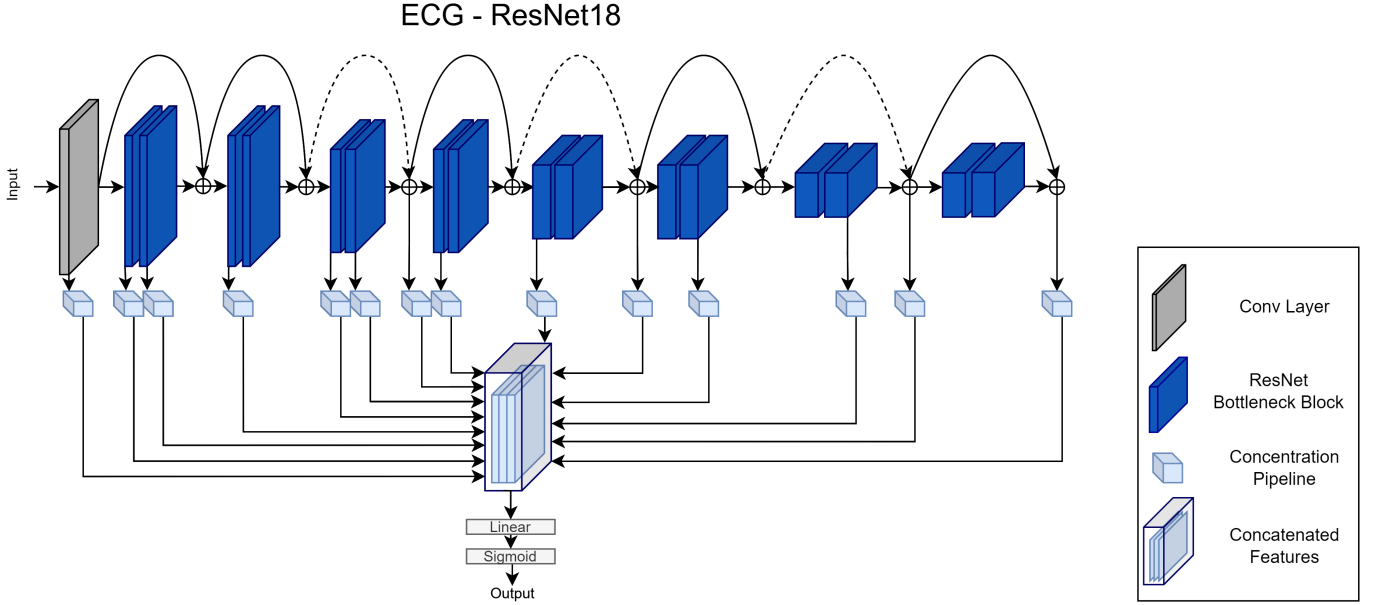 ECG - ResNet18
Input
Conv Layer
ResNet
Bottleneck Block
Concentration
Pipeline
Concatenated
Features
Linear
Sigmoid
Output